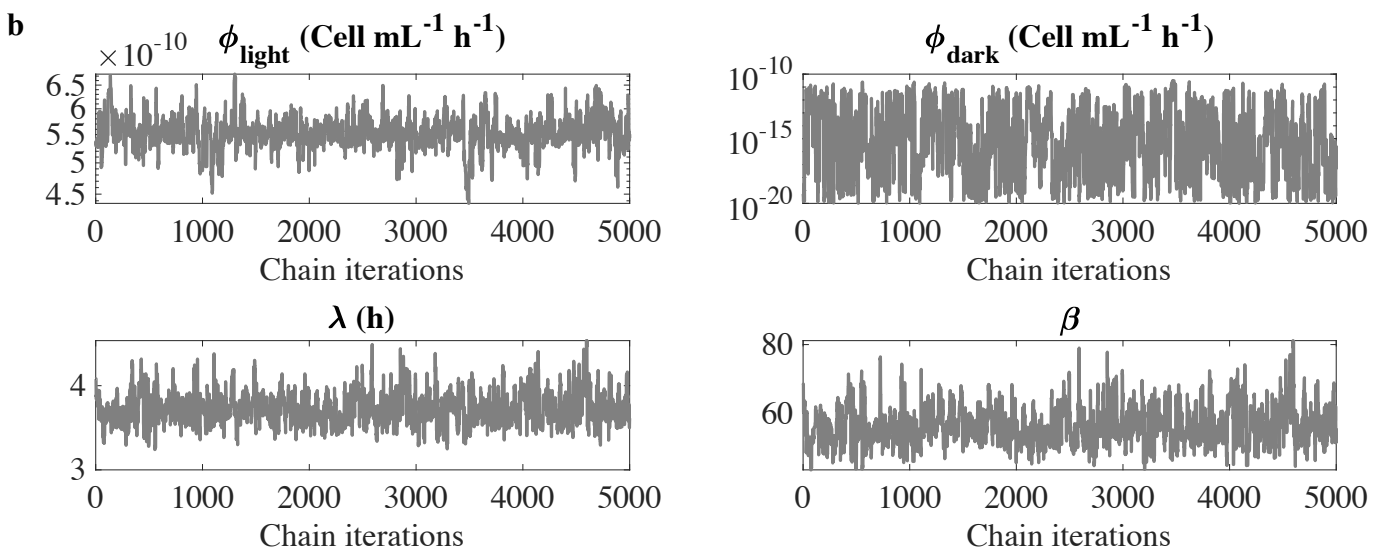 b
ϕlight (Cell mL-1 h-1)
×10-10
6.5
6
5.5
5
4.5
0 1000 2000 3000 4000 5000
Chain iterations
ϕdark (Cell mL-1 h-1)
10-10
10-15
10-20
0 1000 2000 3000 4000 5000
Chain iterations
λ (h)
4
3
0 1000 2000 3000 4000 5000
Chain iterations
β
80
60
0 1000 2000 3000 4000 5000
Chain iterations